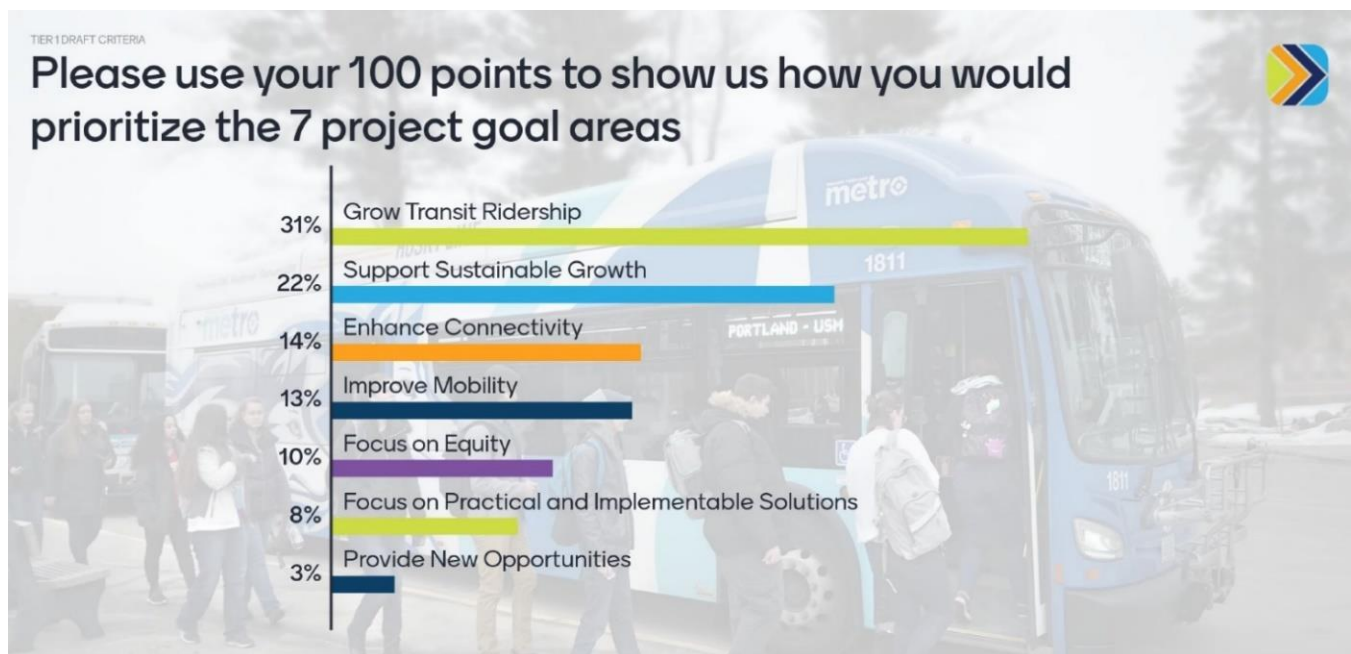 TIER 1 DRAFT CRITERIA
Please use your 100 points to show us how you would
prioritize the 7 project goal areas
31% Grow Transit Ridership
22% Support Sustainable Growth
14% Enhance Connectivity
13% Improve Mobility
10% Focus on Equity
8% Focus on Practical and Implementable Solutions
3% Provide New Opportunities
metro
1811
PORTLAND - USM
metro
1811